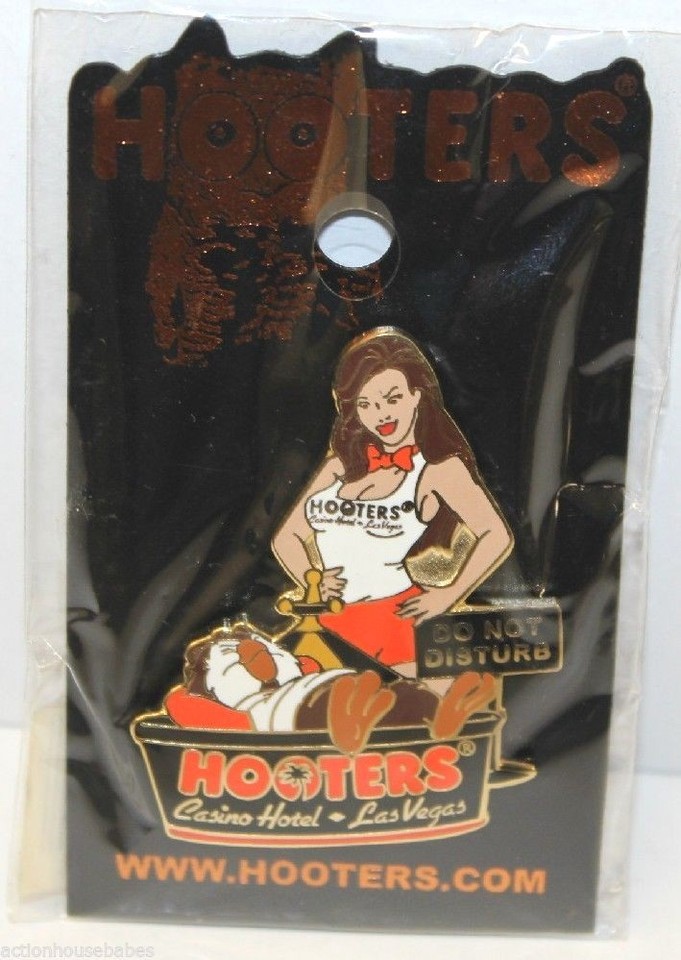 HOOTERS®
HOOTERS®
Casino Hotel • Las Vegas
DO NOT
DISTURB
HOOTERS®
Casino Hotel • Las Vegas
WWW.HOOTERS.COM
actionhousebabes